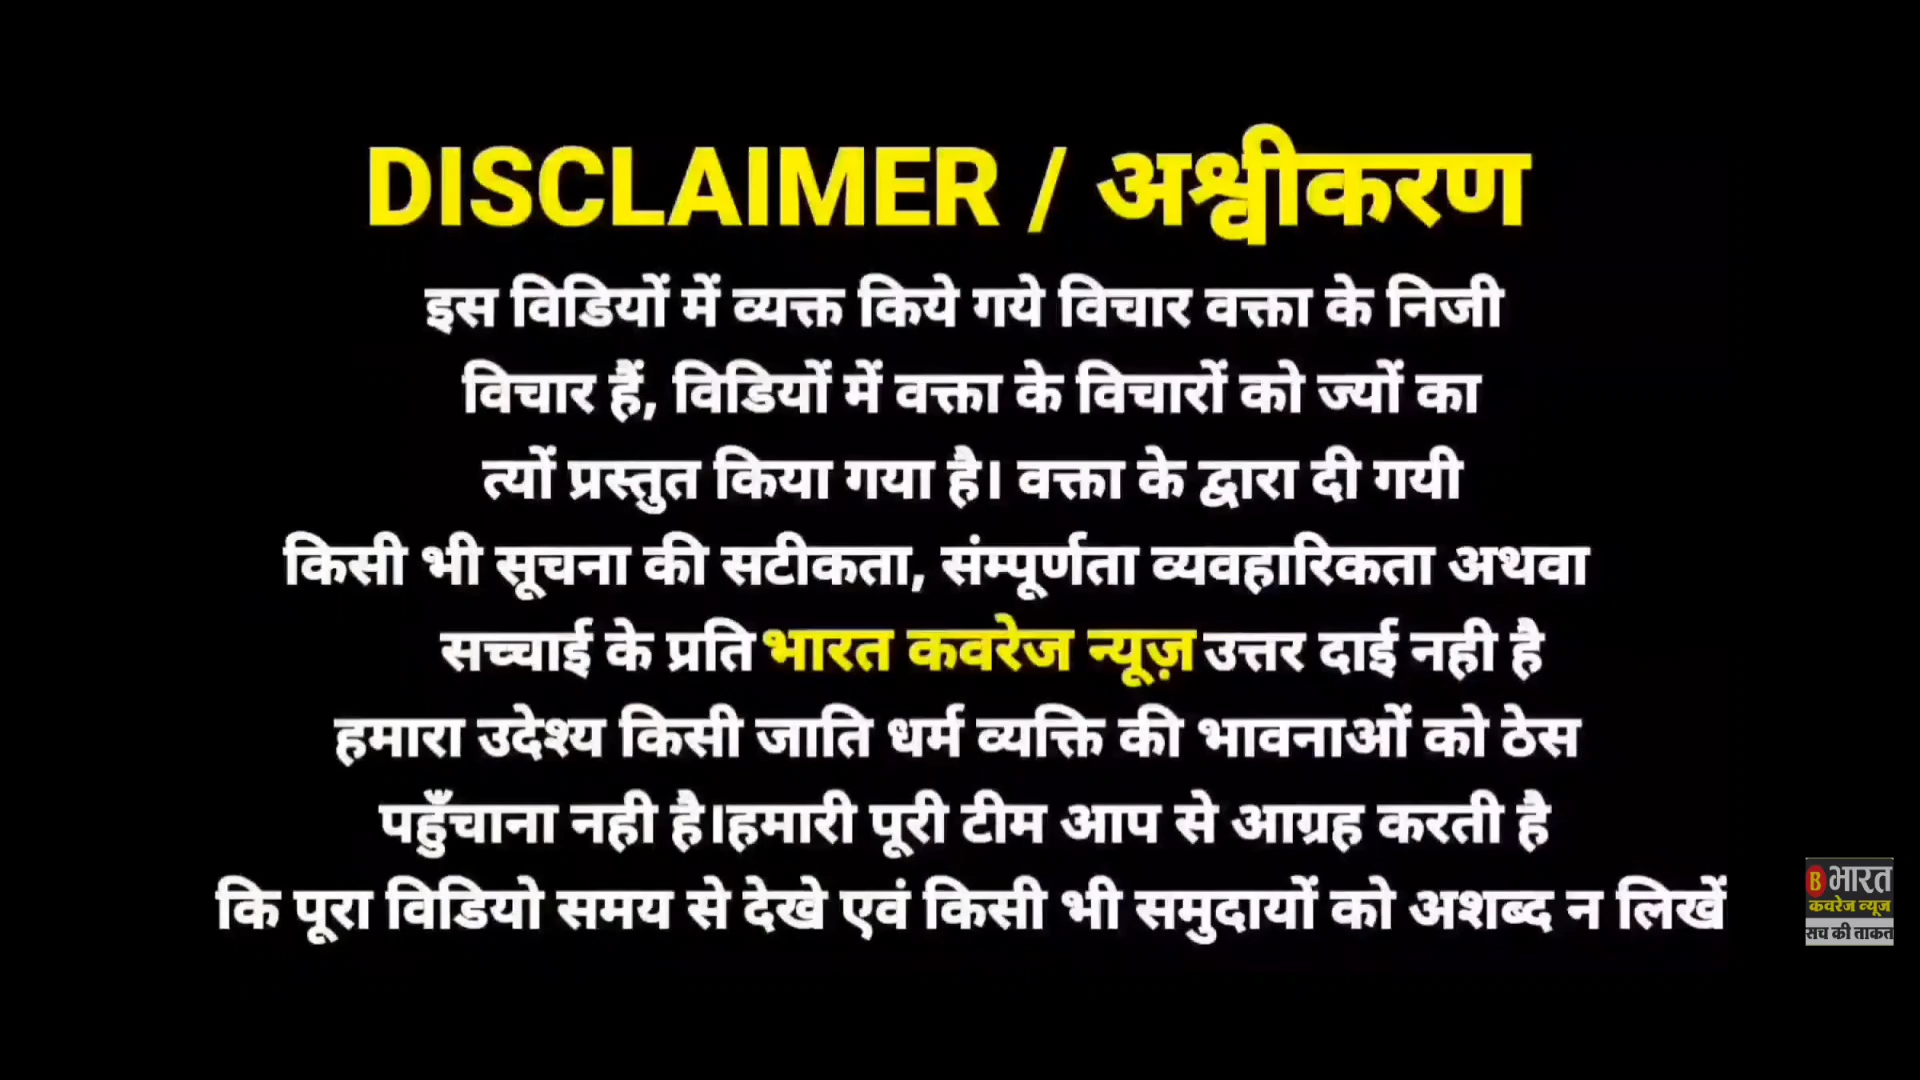 DISCLAIMER / अश्वीकरण
इस विडियों में व्यक्त किये गये विचार वक्ता के निजी
विचार हैं, विडियों में वक्ता के विचारों को ज्यों का
त्यों प्रस्तुत किया गया है। वक्ता के द्वारा दी गयी
किसी भी सूचना की सटीकता, संम्पूर्णता व्यवहारिकता अथवा
सच्चाई के प्रति भारत कवरेज न्यूज़ उत्तर दाई नही है
हमारा उदेश्य किसी जाति धर्म व्यक्ति की भावनाओं को ठेस
पहुँचाना नही है।हमारी पूरी टीम आप से आग्रह करती है
कि पूरा विडियो समय से देखे एवं किसी भी समुदायों को अशब्द न लिखें
B भारत
कवरेज न्यूज
सच की ताकत